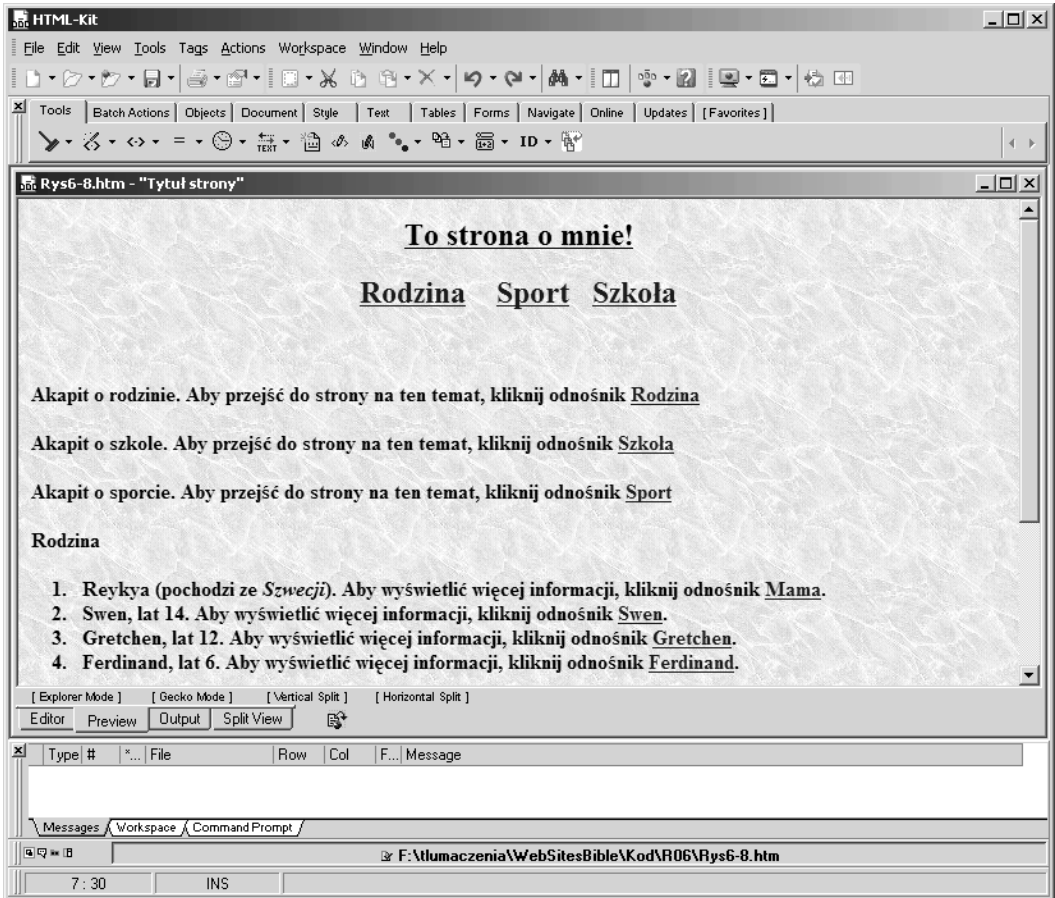 HTML-Kit
File Edit View Tools Tags Actions Workspace Window Help
Tools Batch Actions Objects Document Style Text Tables Forms Navigate Online Updates [Favorites]
TEXT ID
Rys6-8.htm - "Tytuł strony"
To strona o mnie!
Rodzina Sport Szkoła
Akapit o rodzinie. Aby przejść do strony na ten temat, kliknij odnośnik Rodzina
Akapit o szkole. Aby przejść do strony na ten temat, kliknij odnośnik Szkoła
Akapit o sporcie. Aby przejść do strony na ten temat, kliknij odnośnik Sport
Rodzina
1. Reykya (pochodzi ze Szwecji). Aby wyświetlić więcej informacji, kliknij odnośnik Mama.
2. Swen, lat 14. Aby wyświetlić więcej informacji, kliknij odnośnik Swen.
3. Gretchen, lat 12. Aby wyświetlić więcej informacji, kliknij odnośnik Gretchen.
4. Ferdinand, lat 6. Aby wyświetlić więcej informacji, kliknij odnośnik Ferdinand.
[ Explorer Mode ] [ Gecko Mode ] [ Vertical Split ] [ Horizontal Split ]
Editor Preview Output Split View
Type # *... File Row Col F... Message
Messages Workspace Command Prompt
F:\tlumaczenia\WebSitesBible\Kod\R06\Rys6-8.htm
7 : 30 INS